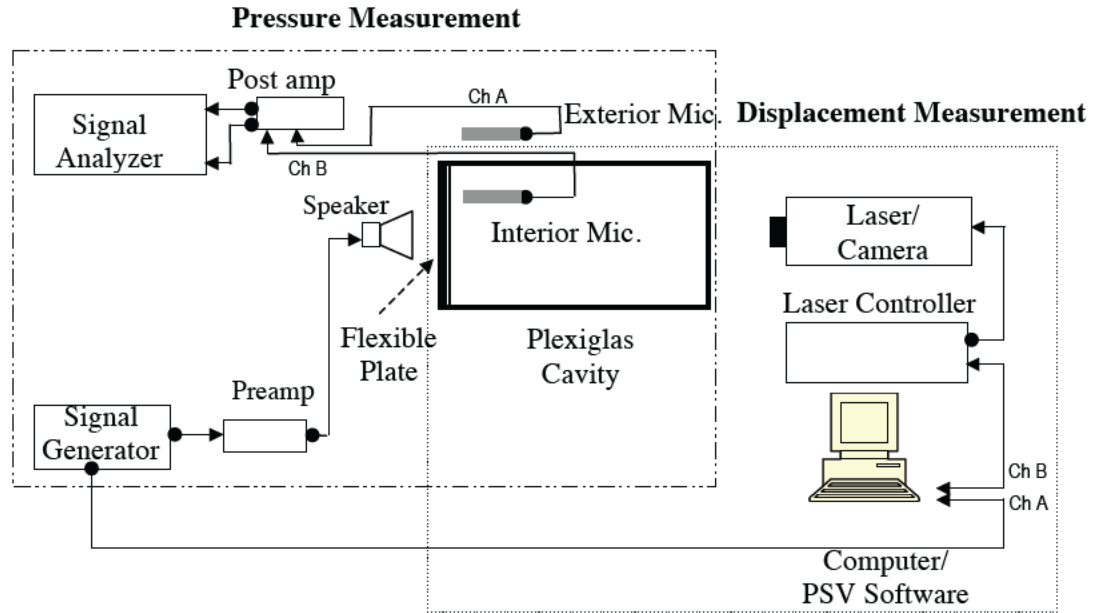 Pressure Measurement
Post amp
Ch A
Exterior Mic.
Displacement Measurement
Signal
Analyzer
Ch B
Speaker
Interior Mic.
Laser/
Camera
Laser Controller
Flexible
Plate
Plexiglas
Cavity
Preamp
Signal
Generator
Ch B
Ch A
Computer/
PSV Software